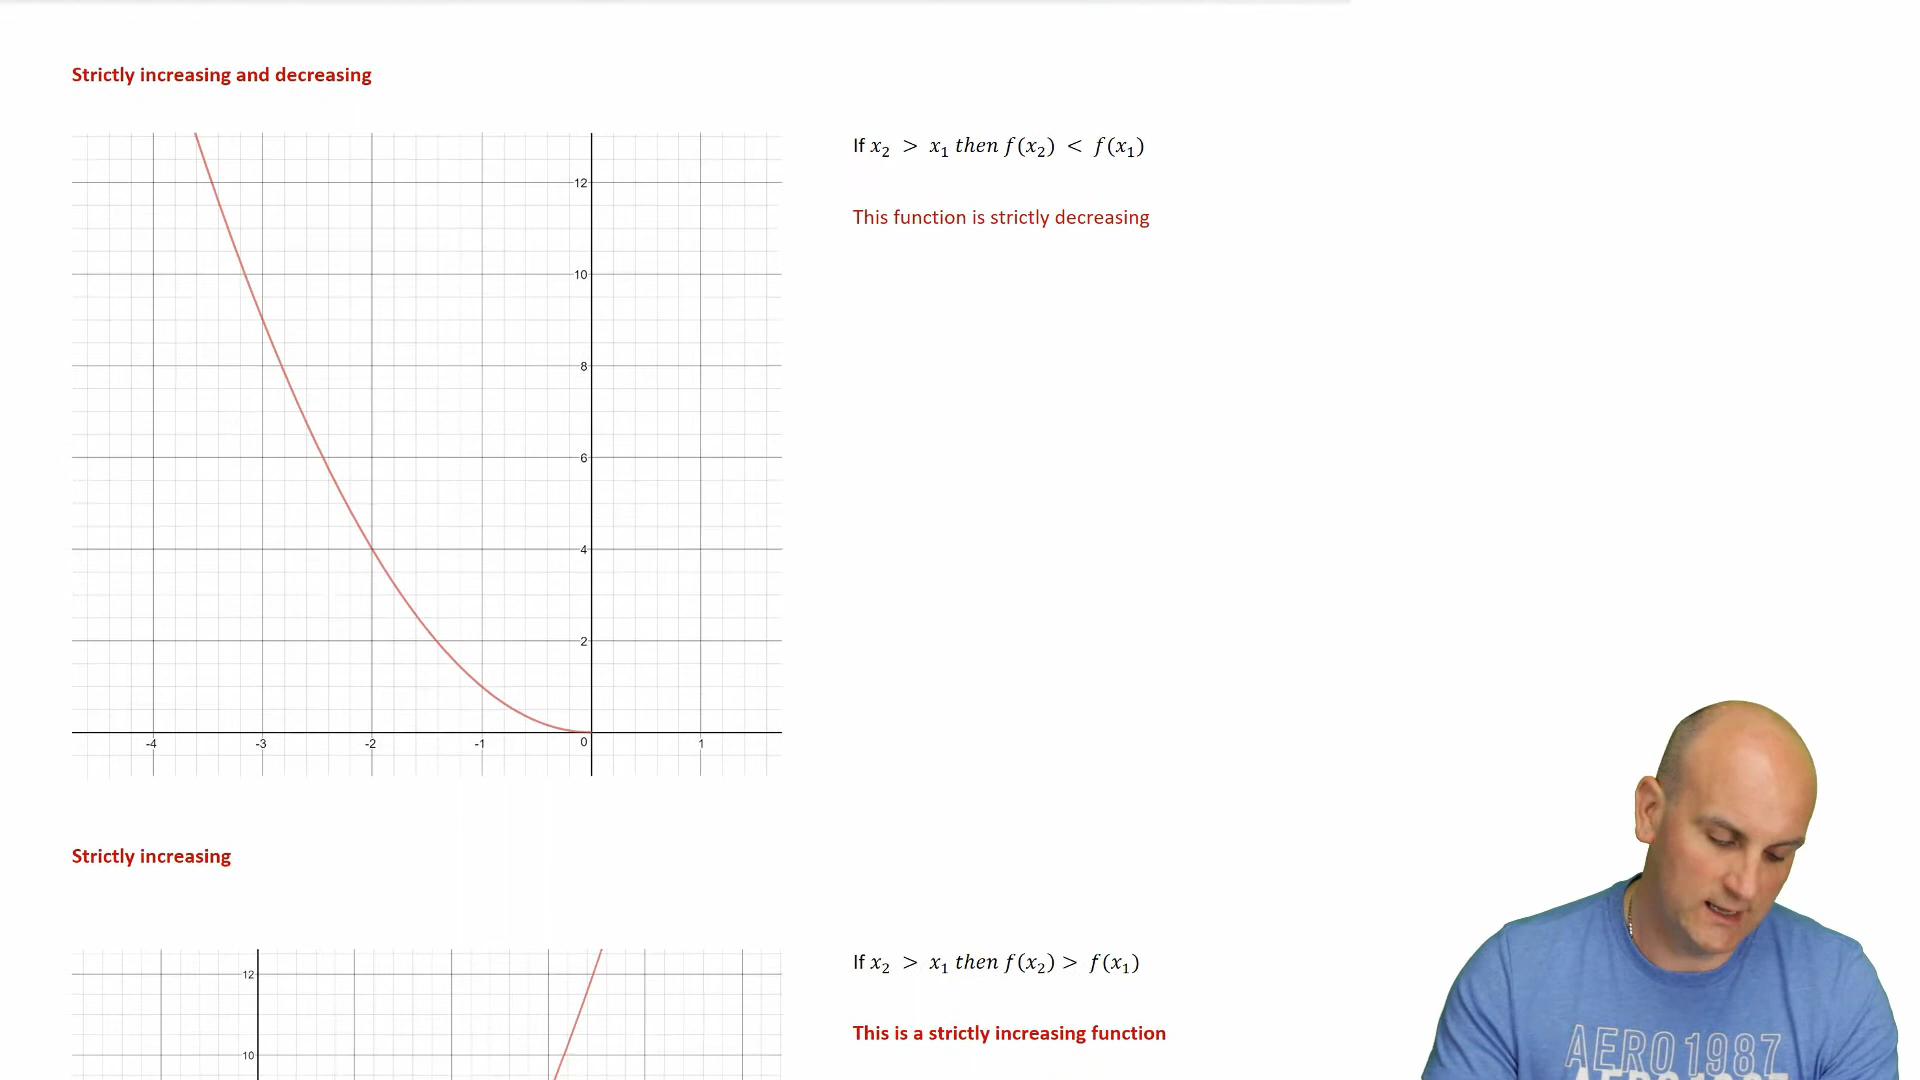 Strictly increasing and decreasing
If x₂ > x₁ then f(x₂) < f(x₁)
This function is strictly decreasing
12
10
8
6
4
2
-4 -3 -2 -1 0 1
Strictly increasing
If x₂ > x₁ then f(x₂) > f(x₁)
This is a strictly increasing function
12
10
AERO 1987